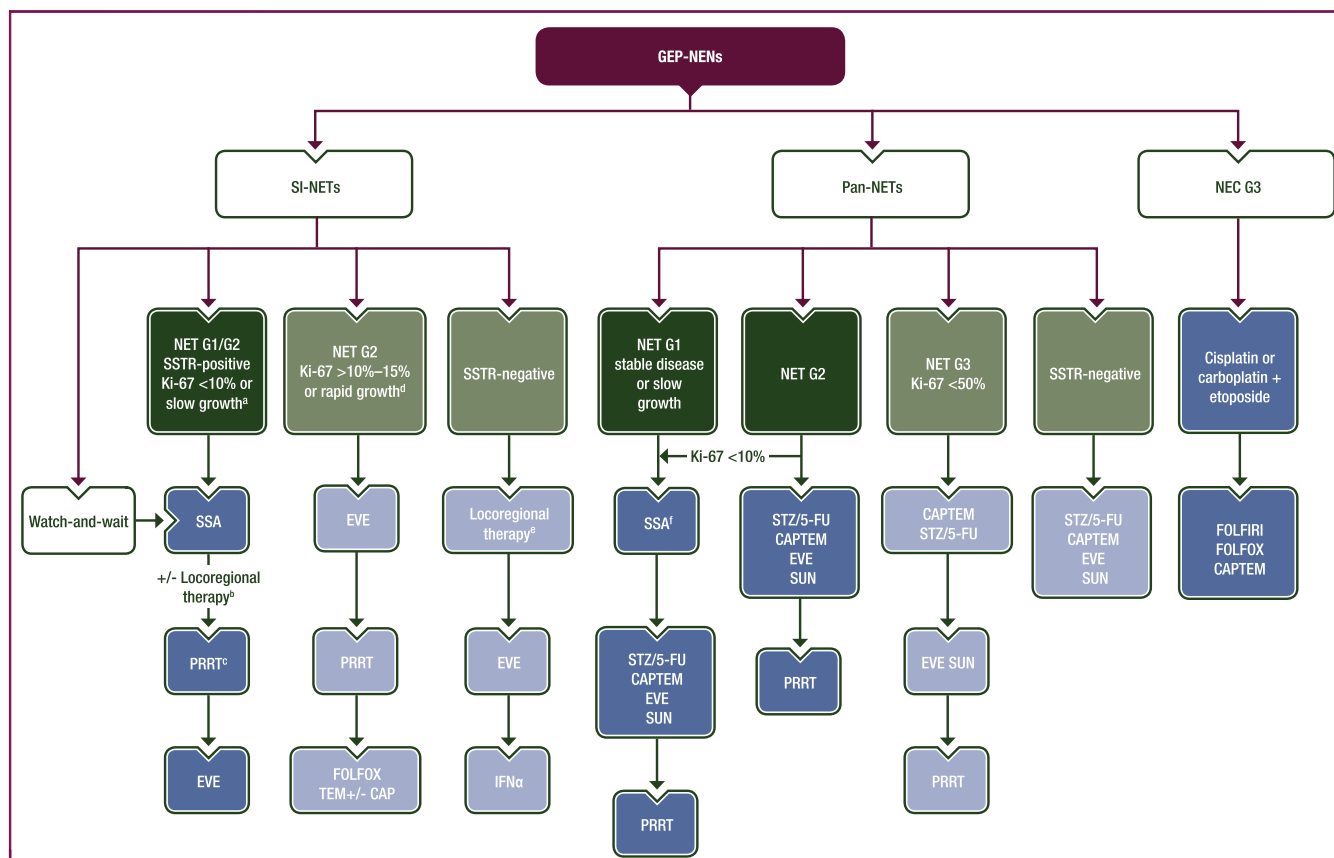 GEP-NENs
SI-NETs
Pan-NETs
NEC G3
NET G1/G2
SSTR-positive
Ki-67 <10% or
slow growthᵃ
NET G2
Ki-67 >10%–15%
or rapid growthᵈ
SSTR-negative
NET G1
stable disease
or slow
growth
NET G2
NET G3
Ki-67 <50%
SSTR-negative
Cisplatin or
carboplatin +
etoposide
Ki-67 <10%
Watch-and-wait
SSA
EVE
Locoregional
therapyᵉ
SSAᶠ
STZ/5-FU
CAPTEM
EVE
SUN
CAPTEM
STZ/5-FU
STZ/5-FU
CAPTEM
EVE
SUN
FOLFIRI
FOLFOX
CAPTEM
+/- Locoregional
therapyᵇ
PRRTᶜ
PRRT
EVE
STZ/5-FU
CAPTEM
EVE
SUN
PRRT
EVE SUN
EVE
FOLFOX
TEM+/- CAP
IFNα
PRRT
PRRT